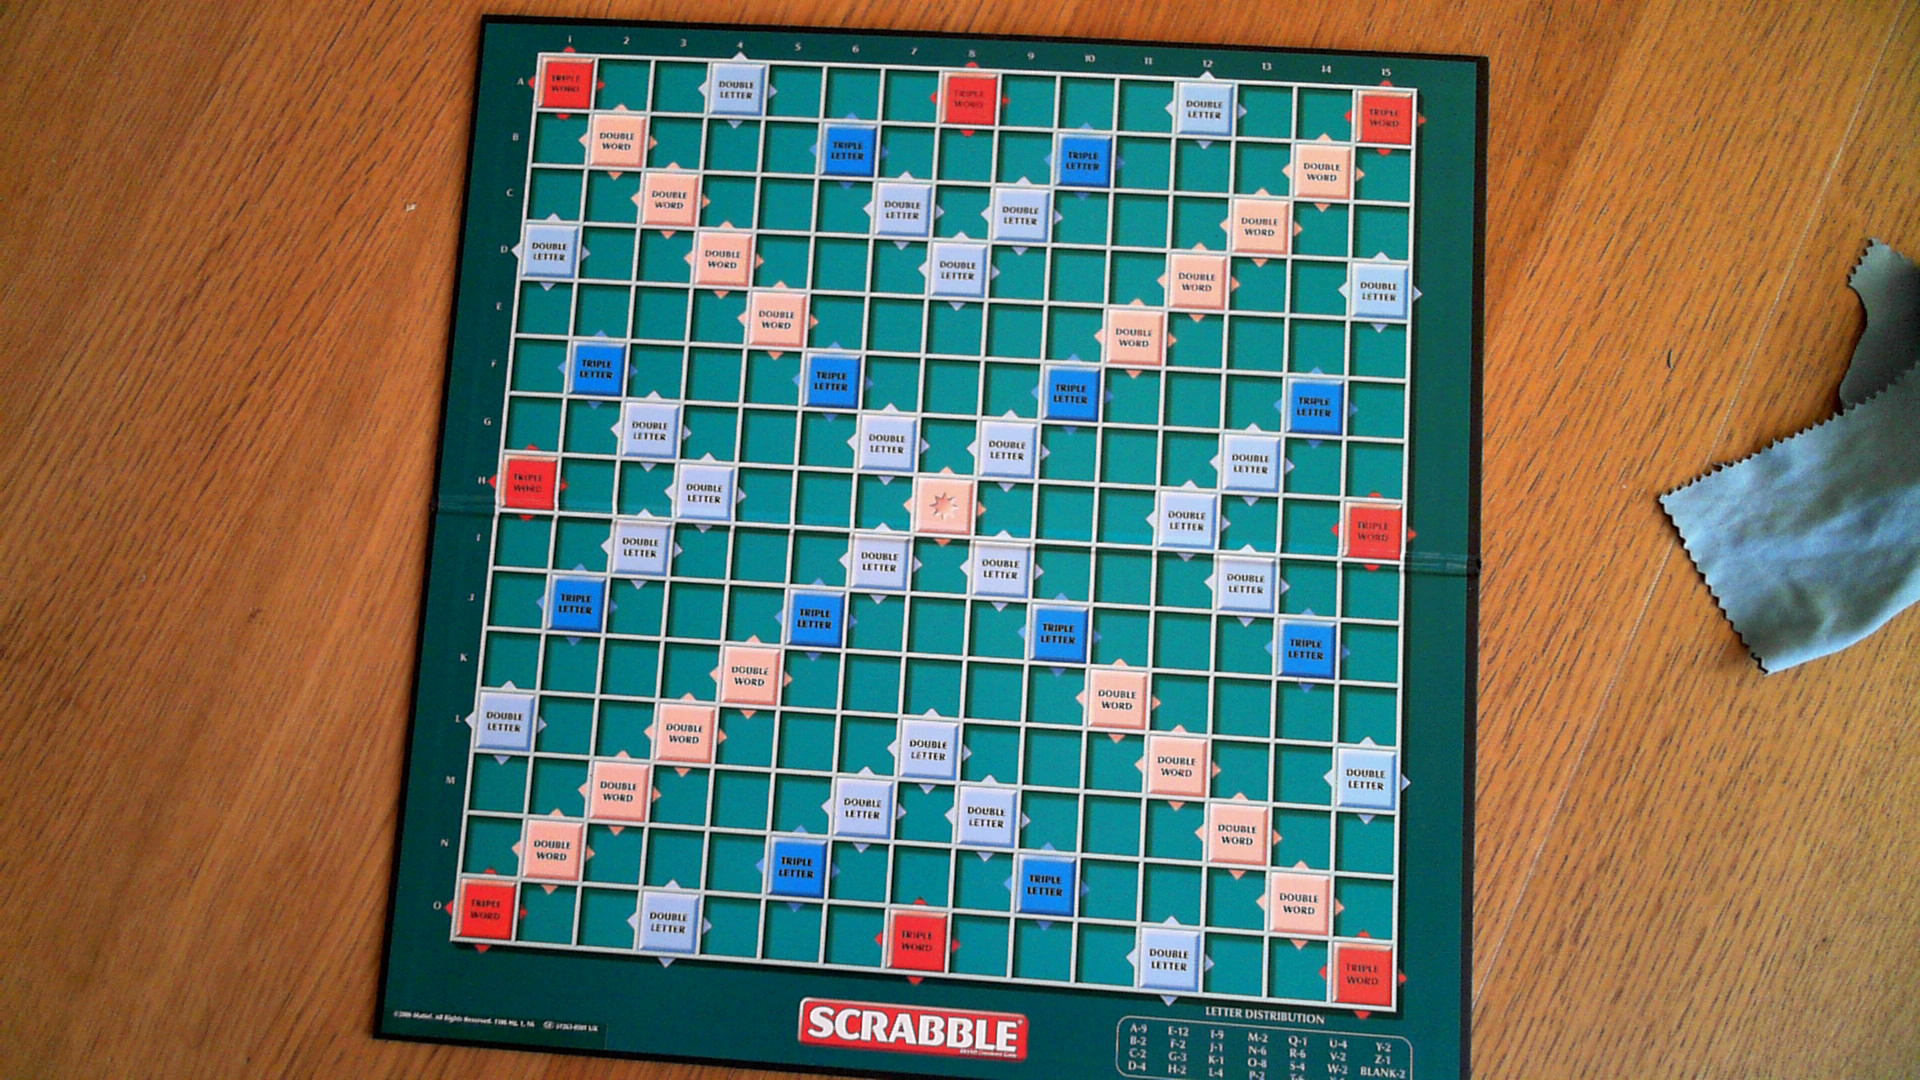 1 2 3 4 5 6 7 8 9 10 11 12 13 14 15
A TRIPLE WORD DOUBLE LETTER TRIPLE WORD DOUBLE LETTER TRIPLE WORD
B DOUBLE WORD TRIPLE LETTER TRIPLE LETTER DOUBLE WORD
C DOUBLE WORD DOUBLE LETTER DOUBLE LETTER DOUBLE WORD
D DOUBLE LETTER DOUBLE WORD DOUBLE LETTER DOUBLE WORD DOUBLE LETTER
E DOUBLE WORD DOUBLE WORD
F TRIPLE LETTER TRIPLE LETTER TRIPLE LETTER TRIPLE LETTER
G DOUBLE LETTER DOUBLE LETTER DOUBLE LETTER DOUBLE LETTER
H TRIPLE WORD DOUBLE LETTER DOUBLE LETTER TRIPLE WORD
I DOUBLE LETTER DOUBLE LETTER DOUBLE LETTER DOUBLE LETTER
J TRIPLE LETTER TRIPLE LETTER TRIPLE LETTER TRIPLE LETTER
K DOUBLE WORD DOUBLE WORD
L DOUBLE LETTER DOUBLE WORD DOUBLE LETTER DOUBLE WORD DOUBLE LETTER
M DOUBLE WORD DOUBLE LETTER DOUBLE LETTER DOUBLE WORD
N DOUBLE WORD TRIPLE LETTER TRIPLE LETTER DOUBLE WORD
O TRIPLE WORD DOUBLE LETTER TRIPLE WORD DOUBLE LETTER TRIPLE WORD
Mattel. All Rights Reserved.
SCRABBLE
LETTER DISTRIBUTION
A-9 E-12 I-9 M-2 Q-1 U-4 Y-2
B-2 F-2 J-1 N-6 R-6 V-2 Z-1
C-2 G-3 K-1 O-8 S-4 W-2 BLANK-2
D-4 H-2 L-4 P-2